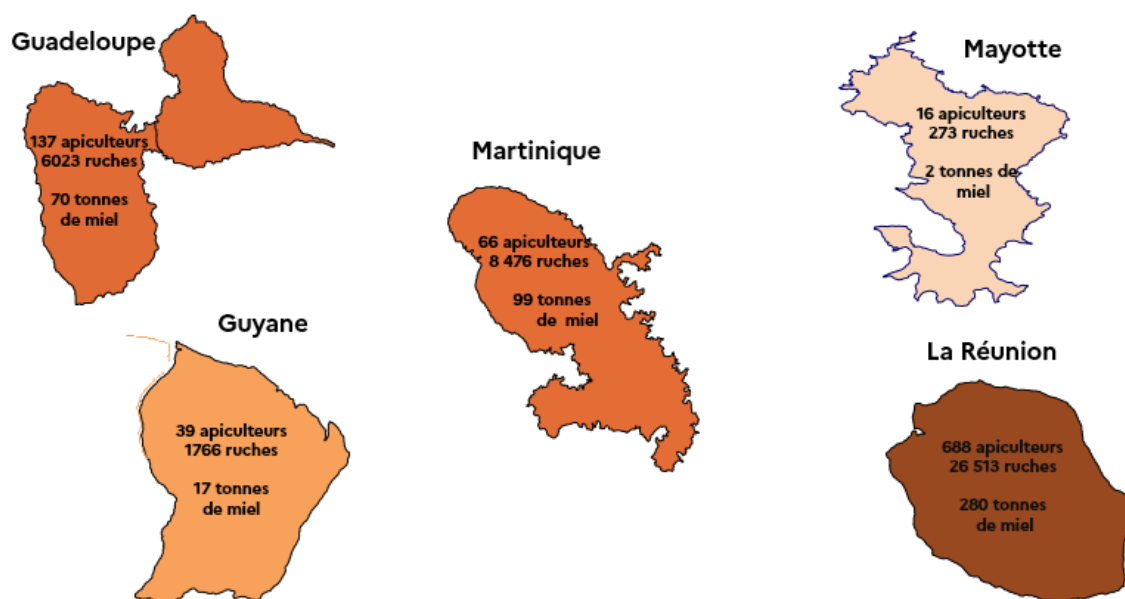 Guadeloupe
137 apiculteurs
6023 ruches
70 tonnes
de miel
Martinique
66 apiculteurs
8 476 ruches
99 tonnes
de miel
Mayotte
16 apiculteurs
273 ruches
2 tonnes de
miel
Guyane
39 apiculteurs
1766 ruches
17 tonnes
de miel
La Réunion
688 apiculteurs
26 513 ruches
280 tonnes
de miel